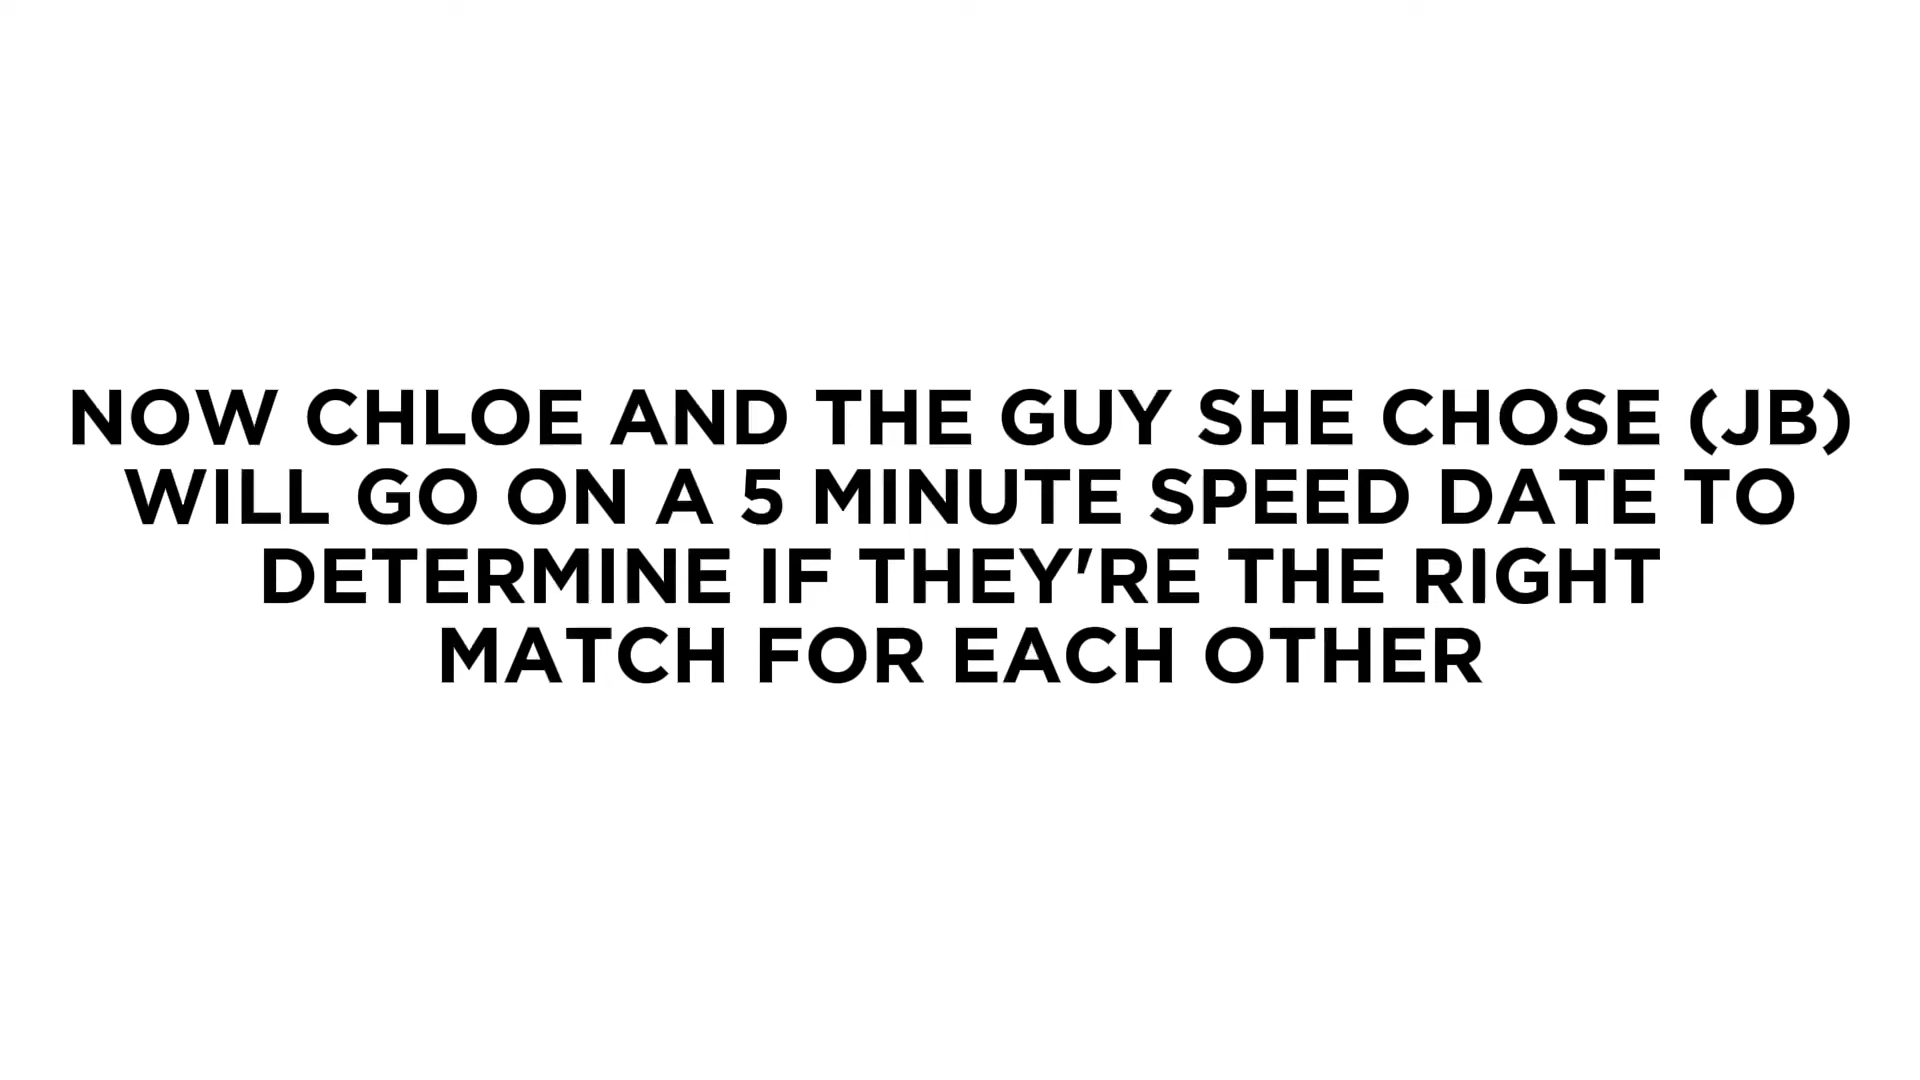 NOW CHLOE AND THE GUY SHE CHOSE (JB)
WILL GO ON A 5 MINUTE SPEED DATE TO
DETERMINE IF THEY'RE THE RIGHT
MATCH FOR EACH OTHER